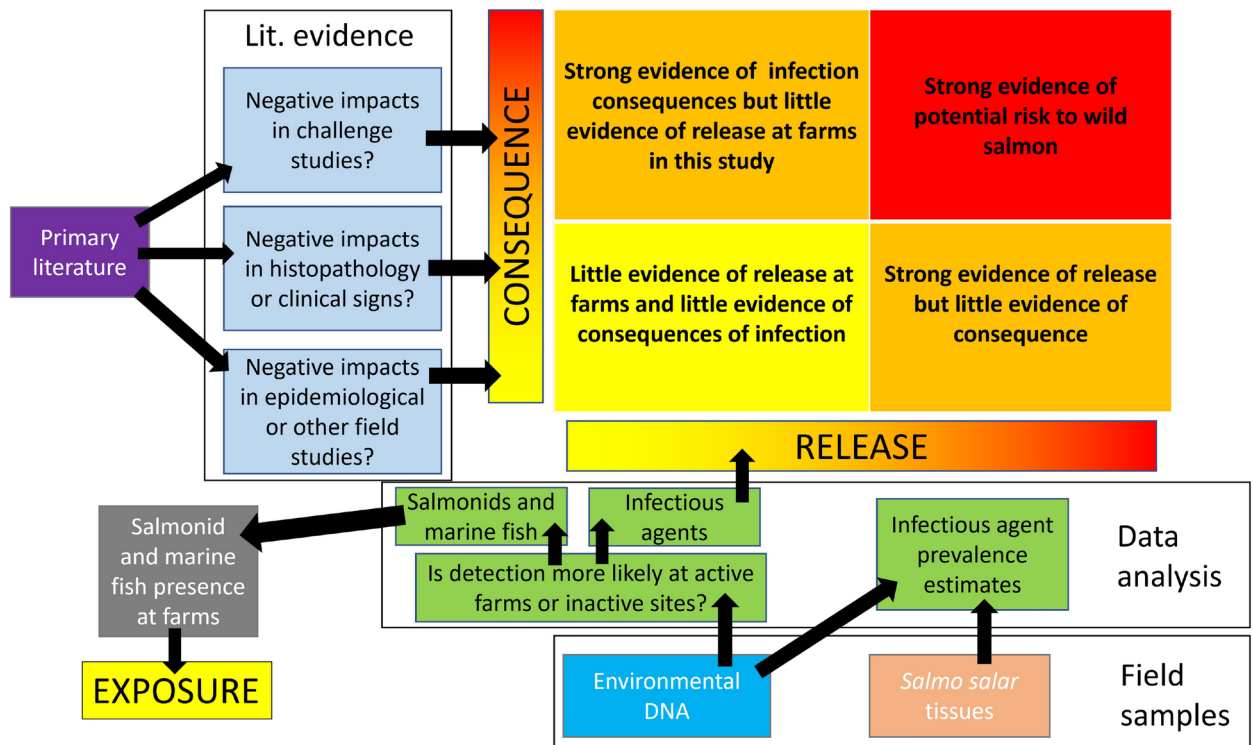 Lit. evidence
Negative impacts
in challenge
studies?
Negative impacts
in histopathology
or clinical signs?
Negative impacts
in epidemiological
or other field
studies?
Primary
literature
CONSEQUENCE
Strong evidence of infection
consequences but little
evidence of release at farms
in this study
Strong evidence of
potential risk to wild
salmon
Little evidence of release at
farms and little evidence of
consequences of infection
Strong evidence of release
but little evidence of
consequence
RELEASE
Salmonids and
marine fish
Infectious
agents
Is detection more likely at active
farms or inactive sites?
Infectious agent
prevalence
estimates
Data
analysis
Salmonid
and marine
fish presence
at farms
EXPOSURE
Environmental
DNA
Salmo salar
tissues
Field
samples